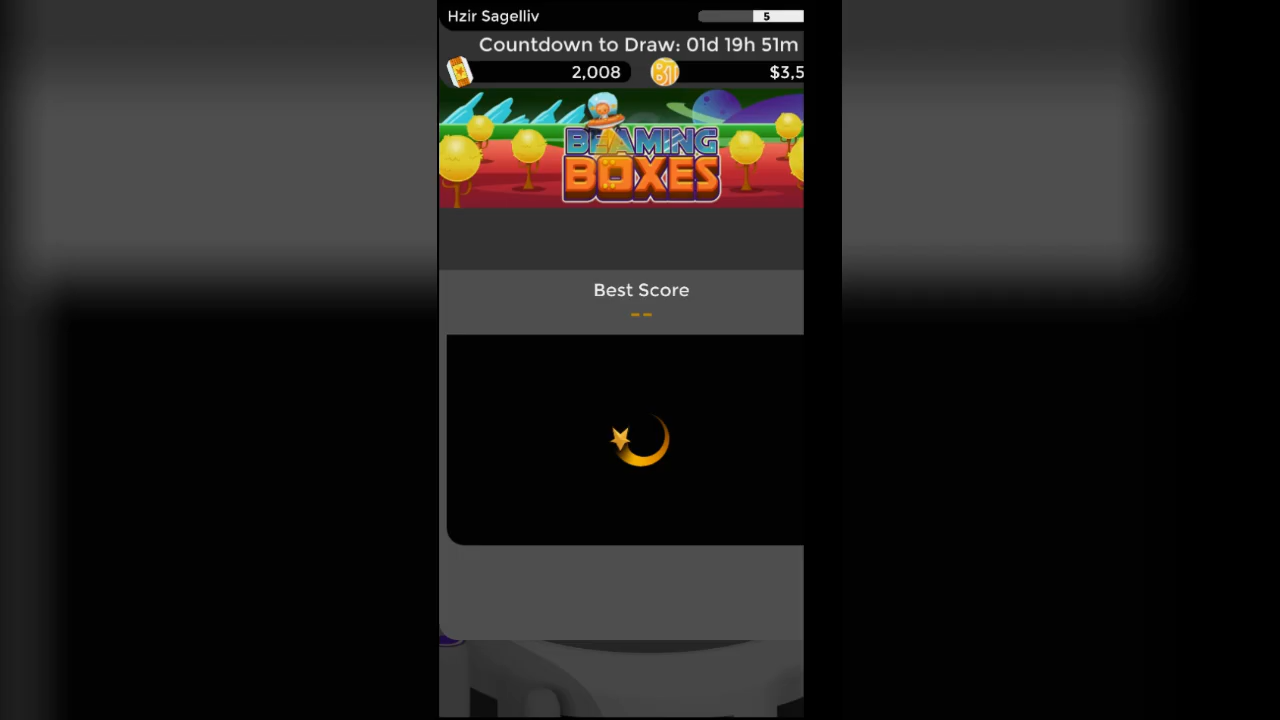 Hzir Sagelliv
5
Countdown to Draw: 01d 19h 51m
2,008
$3,5
BEAMING
BOXES
Best Score
--